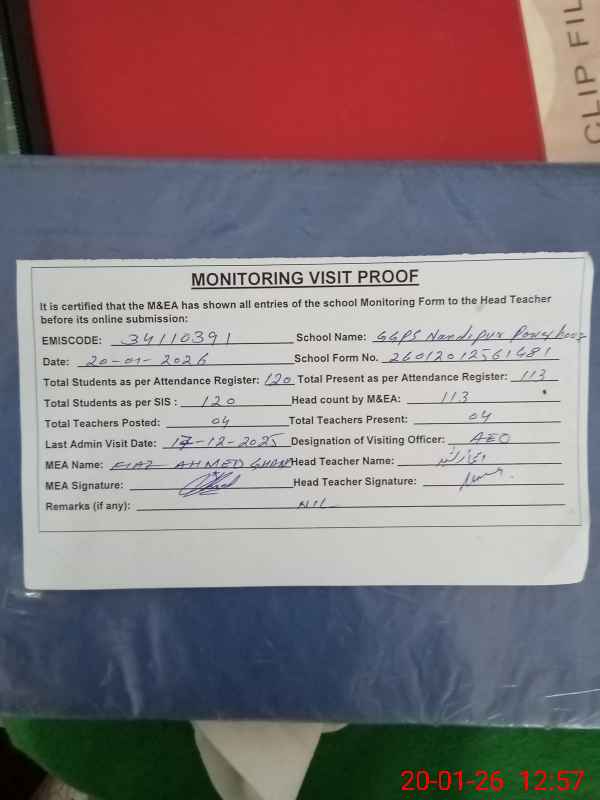 CLIP FIL
MONITORING VISIT PROOF
It is certified that the M&EA has shown all entries of the school Monitoring Form to the Head Teacher
before its online submission:
EMISCODE: 34110391 School Name: GGPS Nandipur Powerhouse
Date: 20-01-2026 School Form No. 26012012561481
Total Students as per Attendance Register: 120 Total Present as per Attendance Register: 113
Total Students as per SIS : 120 Head count by M&EA: 113
Total Teachers Posted: 04 Total Teachers Present: 04
Last Admin Visit Date: 17-12-2025 Designation of Visiting Officer: AEO
MEA Name: FIAZ AHMED GHANI Head Teacher Name:
MEA Signature: Head Teacher Signature:
Remarks (if any): NIL
20-01-26 12:57